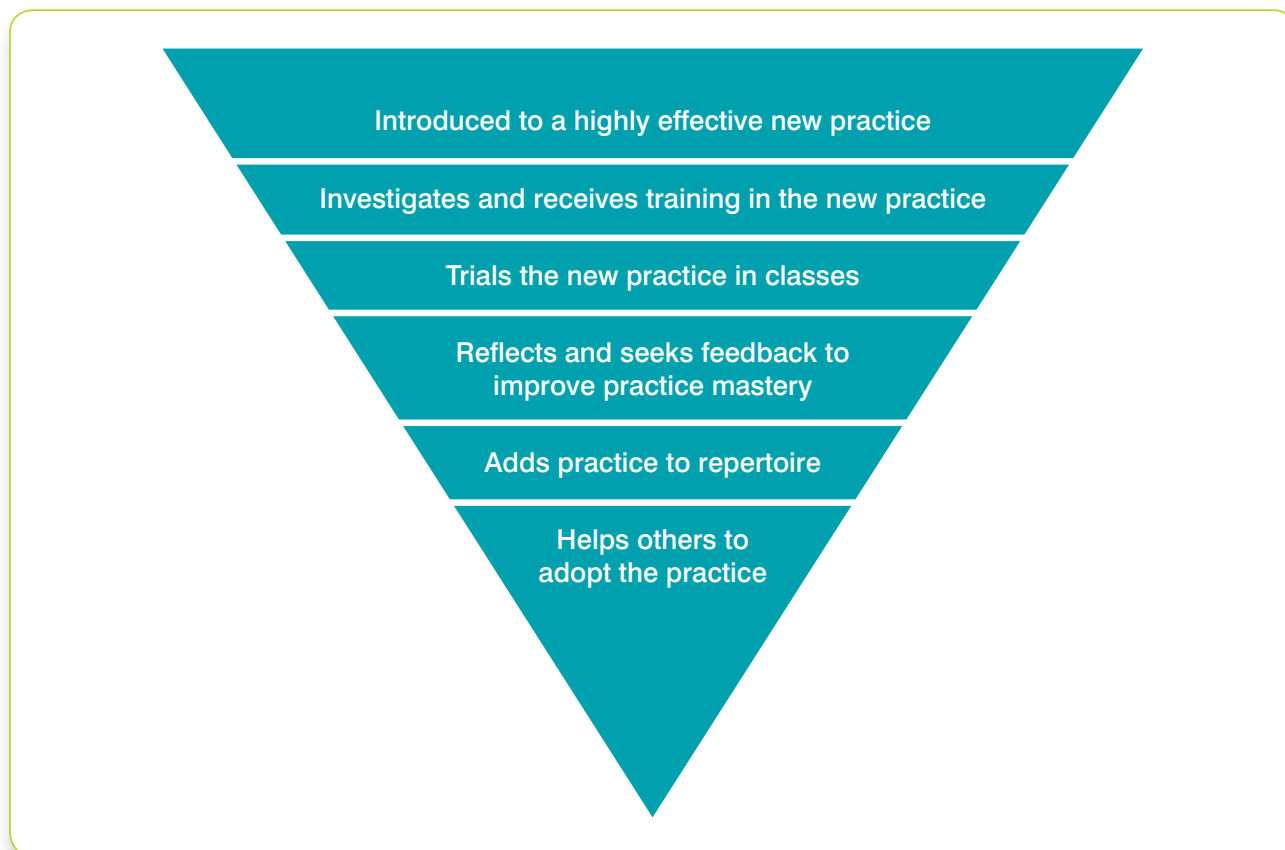 Introduced to a highly effective new practice
Investigates and receives training in the new practice
Trials the new practice in classes
Reflects and seeks feedback to
improve practice mastery
Adds practice to repertoire
Helps others to
adopt the practice